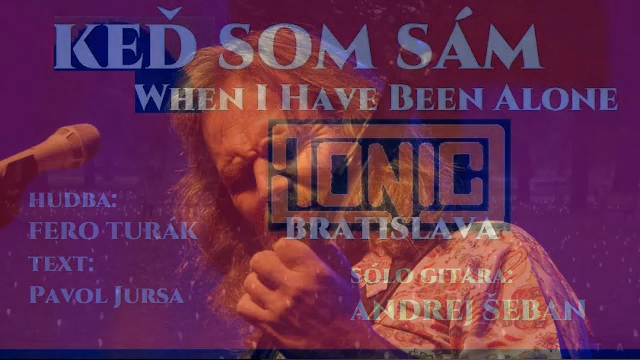 KEĎ SOM SÁM
WHEN I HAVE BEEN ALONE
IONIC
BRATISLAVA
HUDBA:
FERO TURÁK
TEXT:
PAVOL JURSA
SÓLO GITARA:
ANDREJ ŠEBAN